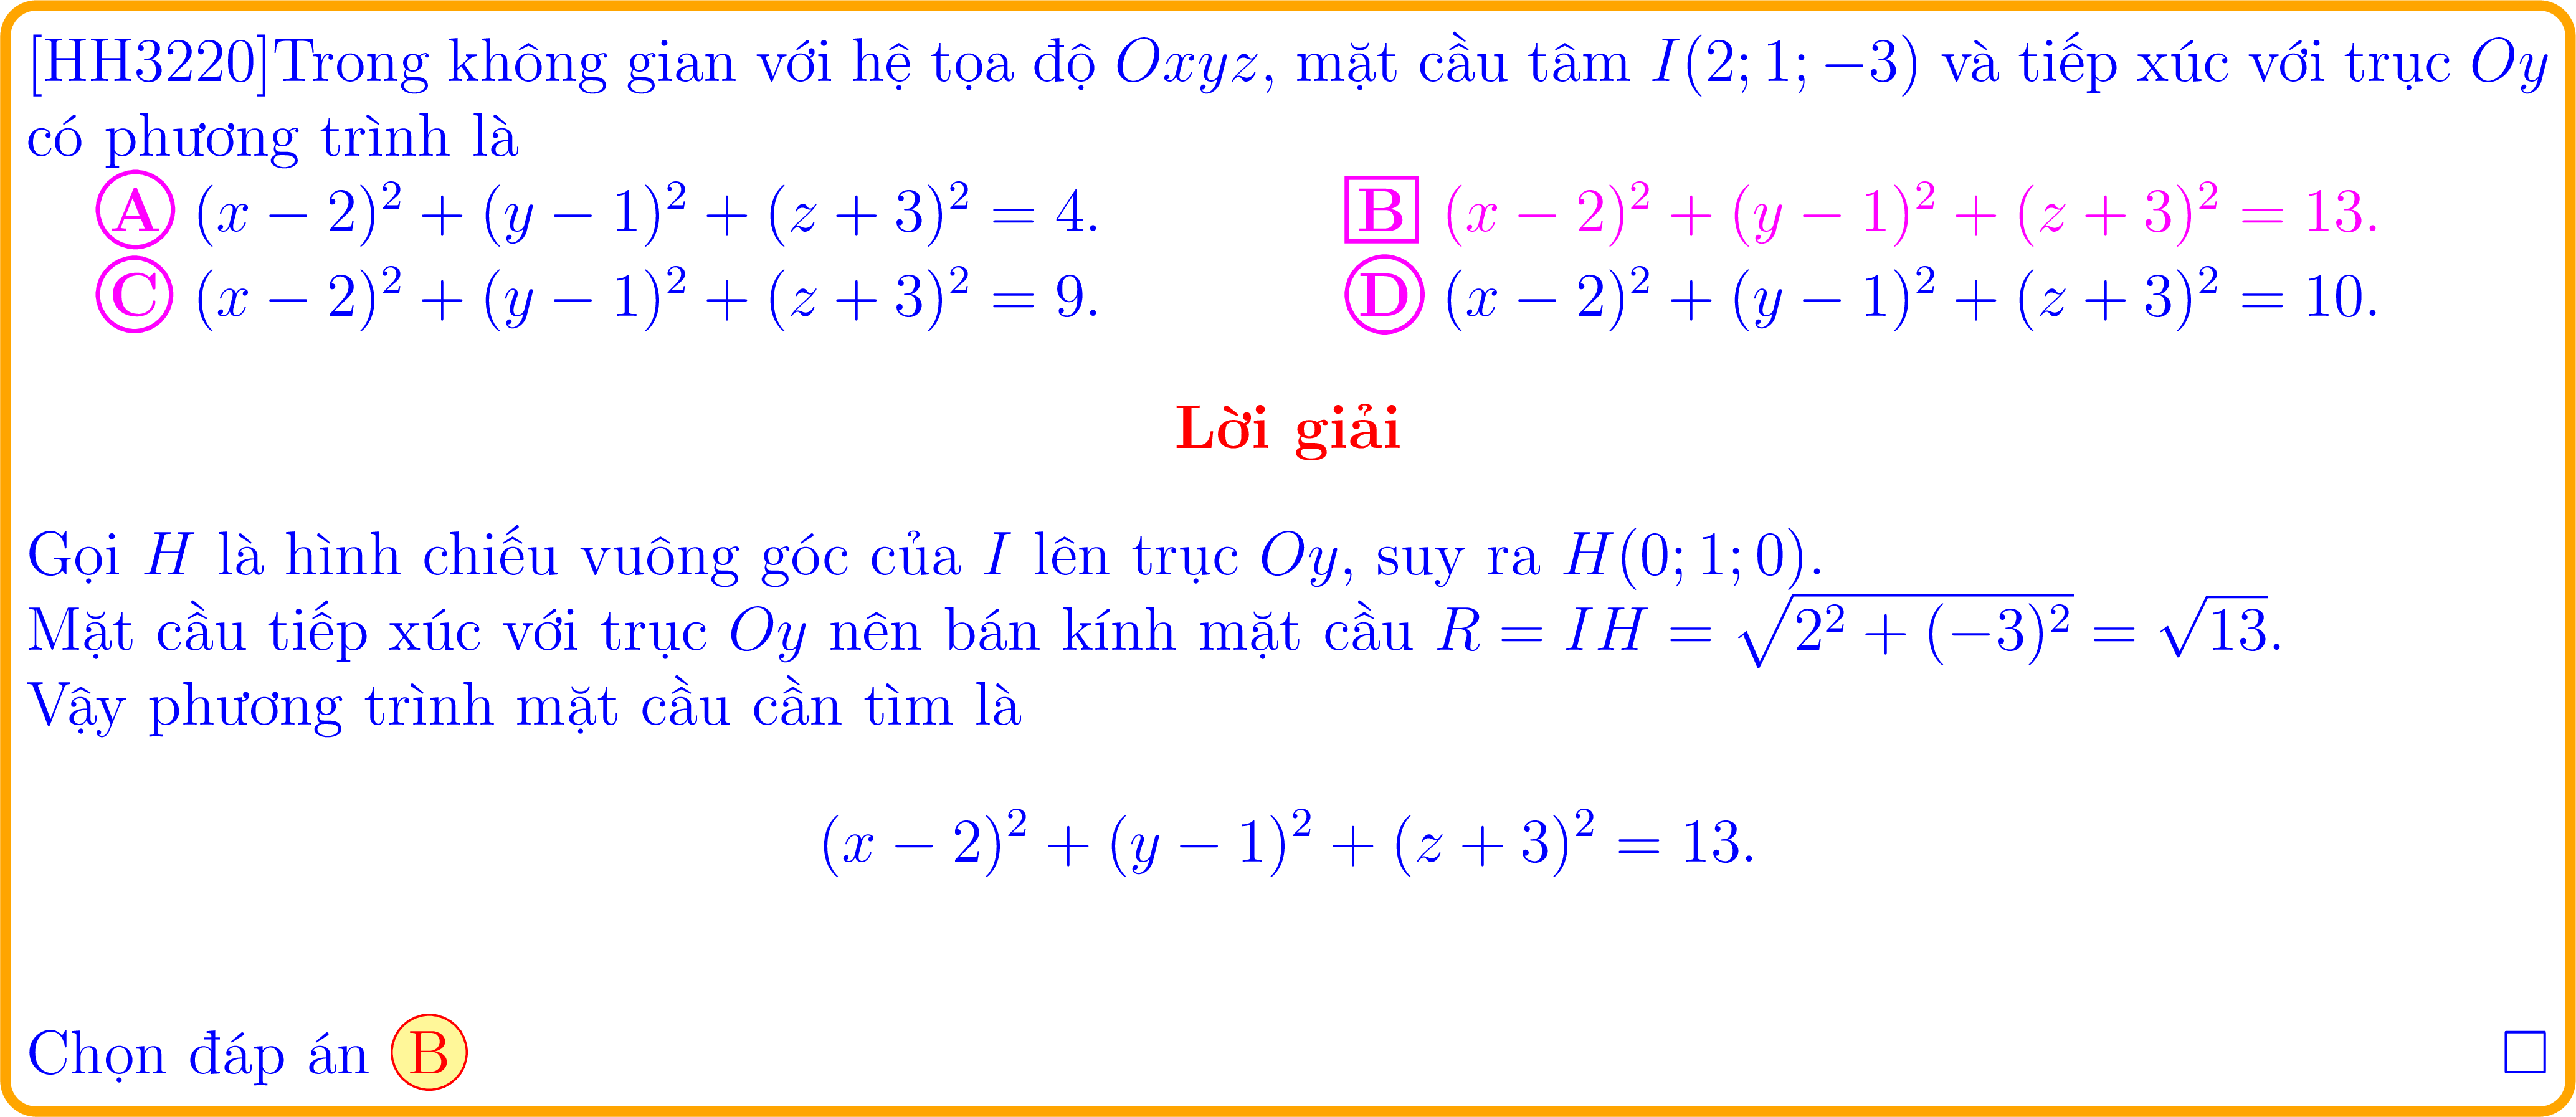 [HH3220]Trong không gian với hệ tọa độ Oxyz, mặt cầu tâm I(2; 1; −3) và tiếp xúc với trục Oy
có phương trình là
A (x − 2)² + (y − 1)² + (z + 3)² = 4. B (x − 2)² + (y − 1)² + (z + 3)² = 13.
C (x − 2)² + (y − 1)² + (z + 3)² = 9. D (x − 2)² + (y − 1)² + (z + 3)² = 10.
Lời giải
Gọi H là hình chiếu vuông góc của I lên trục Oy, suy ra H(0; 1; 0).
Mặt cầu tiếp xúc với trục Oy nên bán kính mặt cầu R = IH = √(2² + (−3)²) = √13.
Vậy phương trình mặt cầu cần tìm là
(x − 2)² + (y − 1)² + (z + 3)² = 13.
Chọn đáp án B □